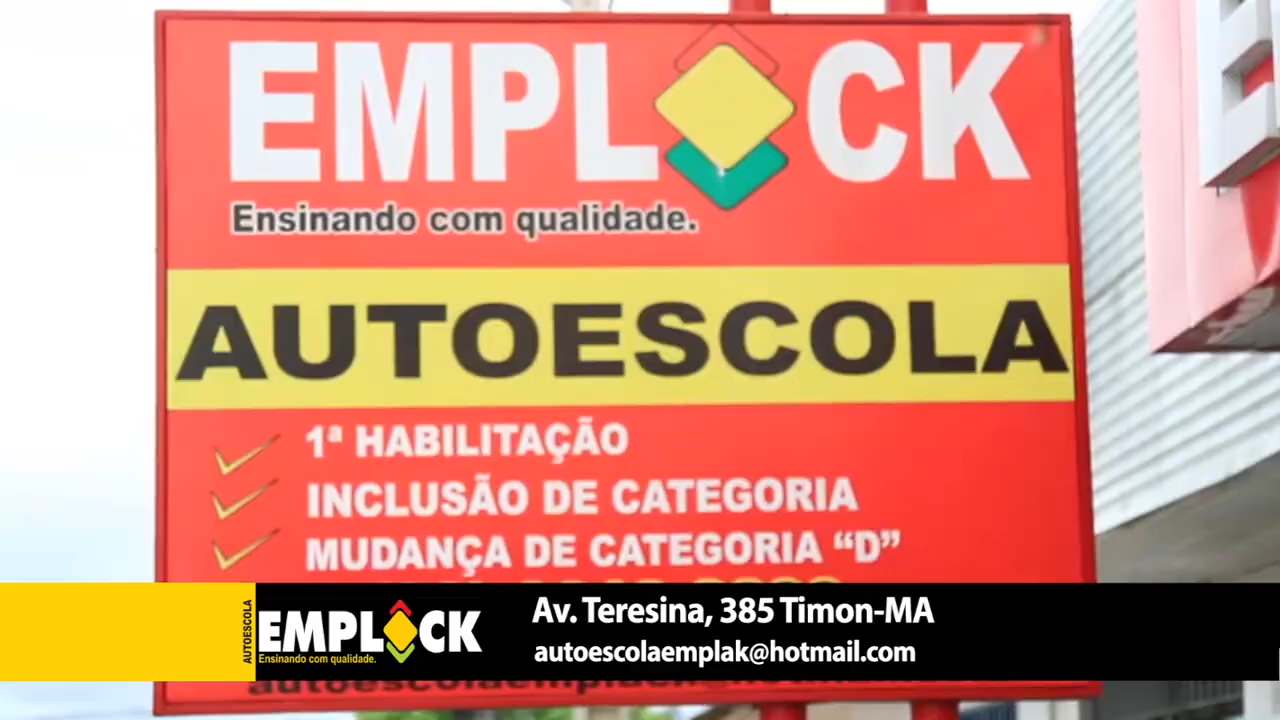 EMPLOCK
Ensinando com qualidade.
AUTOESCOLA
1ª HABILITAÇÃO
INCLUSÃO DE CATEGORIA
MUDANÇA DE CATEGORIA “D”
AUTOESCOLA
EMPLOCK
Ensinando com qualidade.
Av. Teresina, 385 Timon-MA
autoescolaemplak@hotmail.com